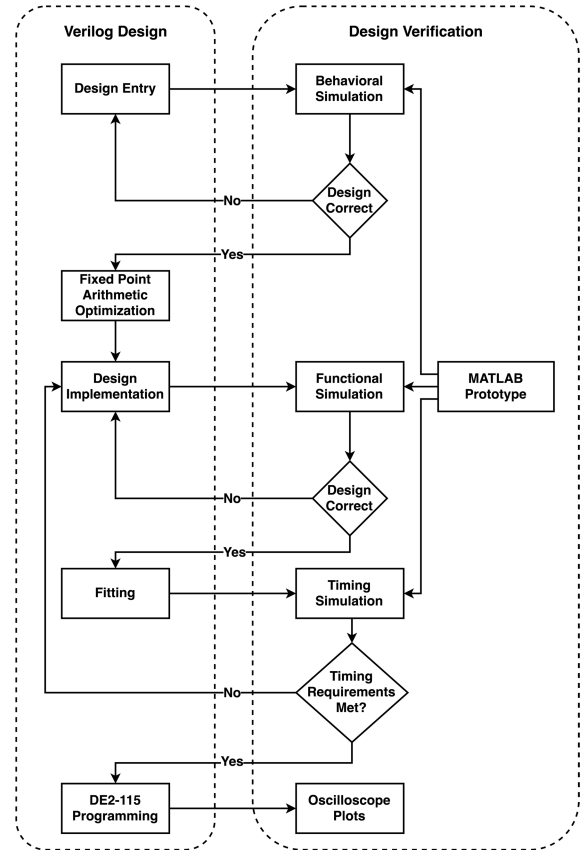 Verilog Design
Design Verification
Design Entry
Behavioral
Simulation
Design
Correct
No
Yes
Fixed Point
Arithmetic
Optimization
Design
Implementation
Functional
Simulation
MATLAB
Prototype
Design
Correct
No
Yes
Fitting
Timing
Simulation
Timing
Requirements
Met?
No
Yes
DE2-115
Programming
Oscilloscope
Plots